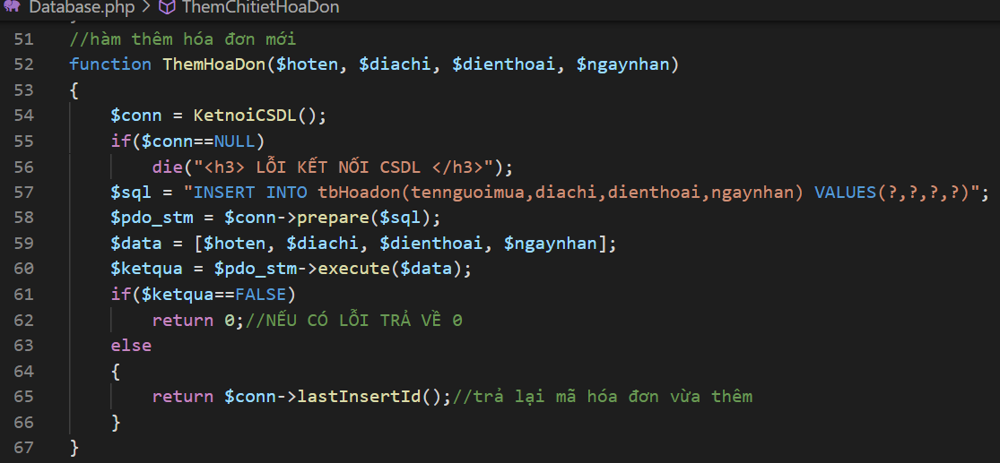 Database.php > ThemChitietHoaDon
51 //hàm thêm hóa đơn mới
52 function ThemHoaDon($hoten, $diachi, $dienthoai, $ngaynhan)
53 {
54 $conn = KetnoiCSDL();
55 if($conn==NULL)
56 die("<h3> LỖI KẾT NỐI CSDL </h3>");
57 $sql = "INSERT INTO tbHoadon(tennguoimua,diachi,dienthoai,ngaynhan) VALUES(?,?,?,?)";
58 $pdo_stm = $conn->prepare($sql);
59 $data = [$hoten, $diachi, $dienthoai, $ngaynhan];
60 $ketqua = $pdo_stm->execute($data);
61 if($ketqua==FALSE)
62 return 0;//NẾU CÓ LỖI TRẢ VỀ 0
63 else
64 {
65 return $conn->lastInsertId();//trả lại mã hóa đơn vừa thêm
66 }
67 }